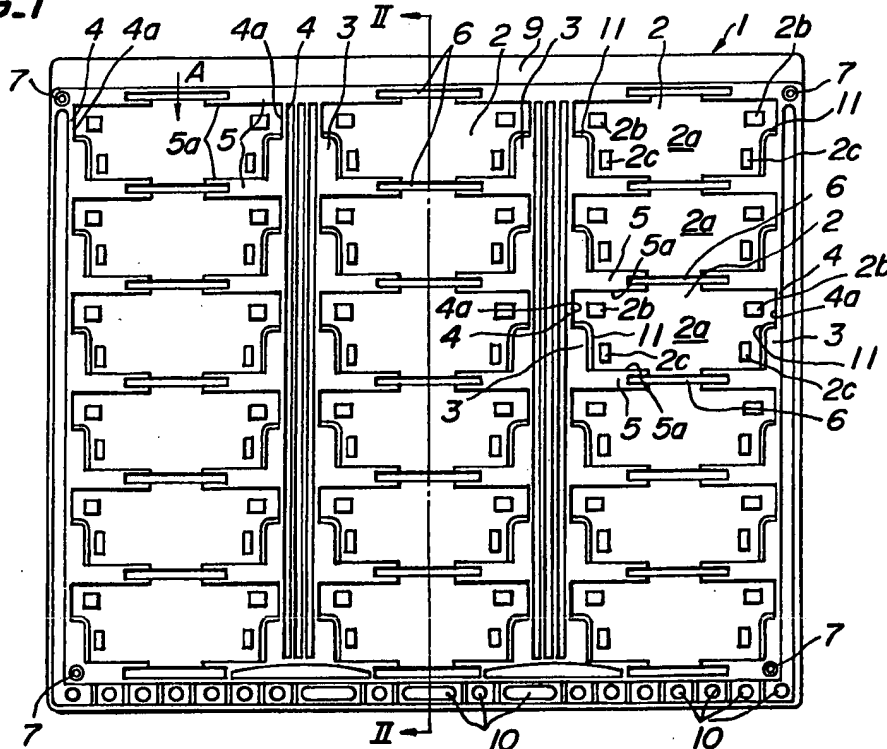 II
4 4a 4a 4 3 6 2 9 3 11 2 1 2b
7 A 7
5a 5 2b 2a 11
3 2c 2c
6
5 2a 2
5a 4
4a 2b 2b
4 2a 4a
11 3
3 2c 2c 11
5 5a 6 2c
7 7
II 10 10